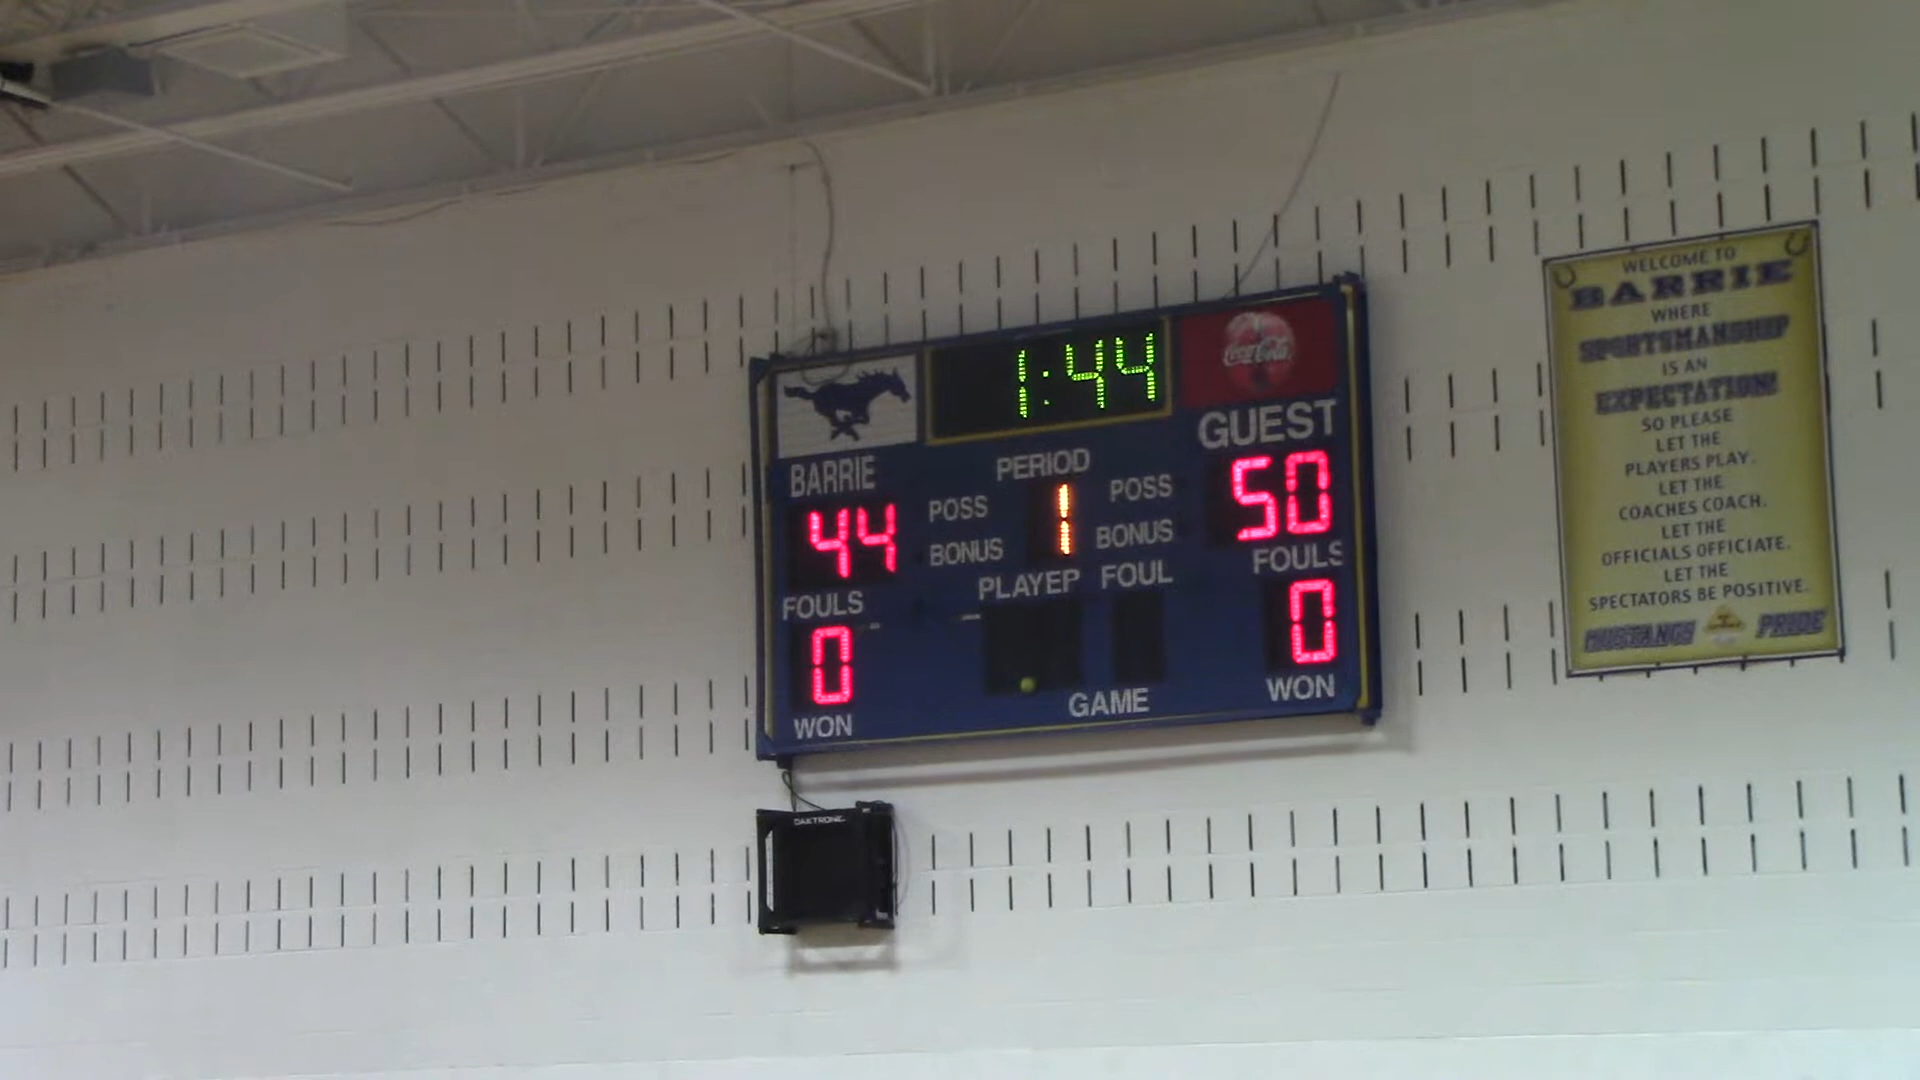 1:44
Coca-Cola
GUEST
BARRIE
PERIOD
44
POSS
1
POSS
50
BONUS
BONUS
FOULS
PLAYER
FOUL
FOULS
0
0
WON
GAME
WON
DAKTRONICS
WELCOME TO
BARRIE
WHERE
SPORTSMANSHIP
IS AN
EXPECTATION!
SO PLEASE
LET THE
PLAYERS PLAY.
LET THE
COACHES COACH.
LET THE
OFFICIALS OFFICIATE.
LET THE
SPECTATORS BE POSITIVE.
MUSTANGS PRIDE